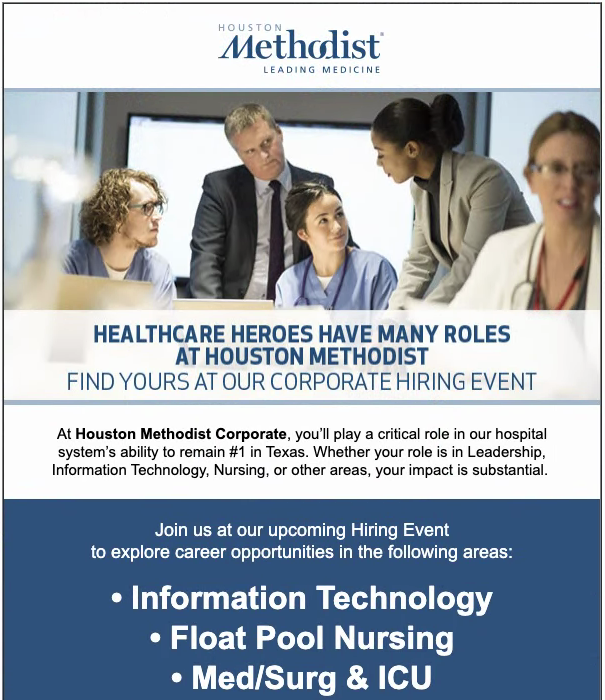 HOUSTON
Methodist®
LEADING MEDICINE
HEALTHCARE HEROES HAVE MANY ROLES
AT HOUSTON METHODIST
FIND YOURS AT OUR CORPORATE HIRING EVENT
At Houston Methodist Corporate, you’ll play a critical role in our hospital
system’s ability to remain #1 in Texas. Whether your role is in Leadership,
Information Technology, Nursing, or other areas, your impact is substantial.
Join us at our upcoming Hiring Event
to explore career opportunities in the following areas:
• Information Technology
• Float Pool Nursing
• Med/Surg & ICU